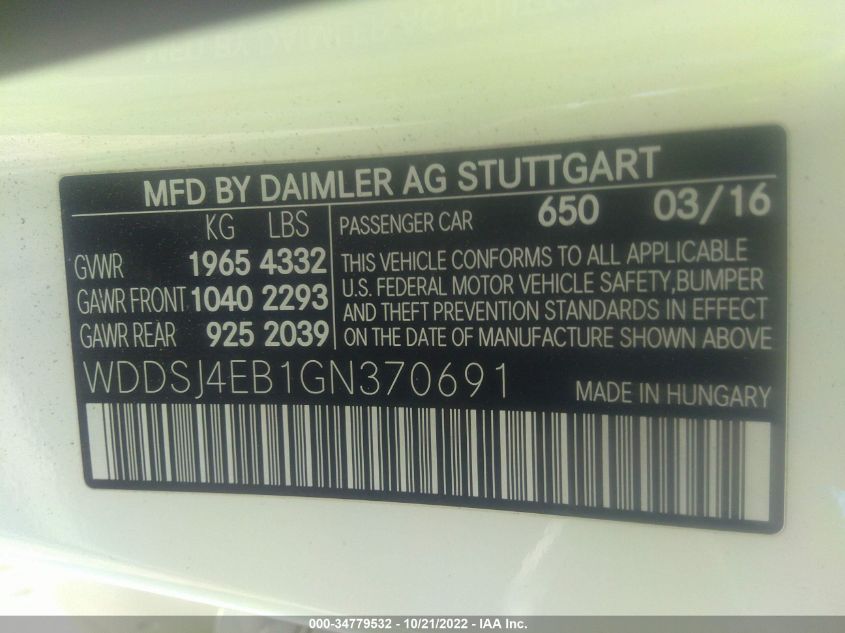 MFD BY DAIMLER AG STUTTGART
KG LBS
GVWR 1965 4332
GAWR FRONT 1040 2293
GAWR REAR 925 2039
PASSENGER CAR 650 03/16
THIS VEHICLE CONFORMS TO ALL APPLICABLE
U.S. FEDERAL MOTOR VEHICLE SAFETY,BUMPER
AND THEFT PREVENTION STANDARDS IN EFFECT
ON THE DATE OF MANUFACTURE SHOWN ABOVE
WDDSJ4EB1GN370691
MADE IN HUNGARY
000-34779532 - 10/21/2022 - IAA Inc.